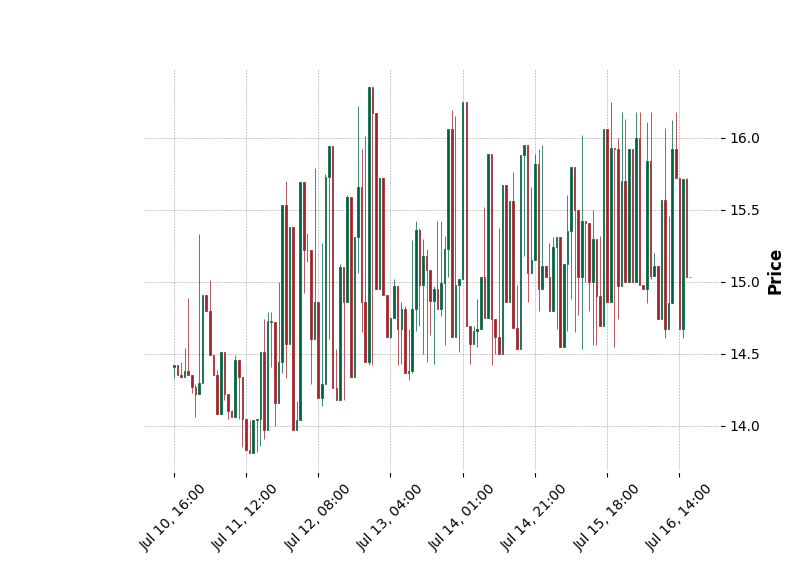 16.0
15.5
15.0
14.5
14.0
Price
Jul 10, 16:00
Jul 11, 12:00
Jul 12, 08:00
Jul 13, 04:00
Jul 14, 01:00
Jul 14, 21:00
Jul 15, 18:00
Jul 16, 14:00